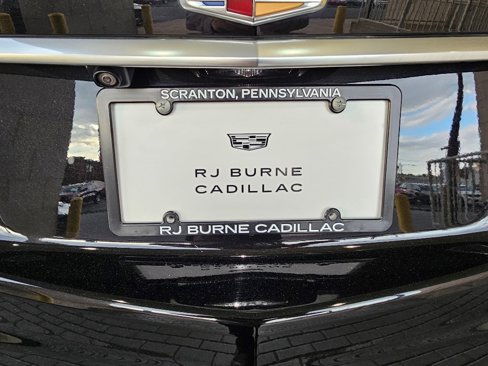 SCRANTON, PENNSYLVANIA
RJ BURNE
CADILLAC
RJ BURNE CADILLAC